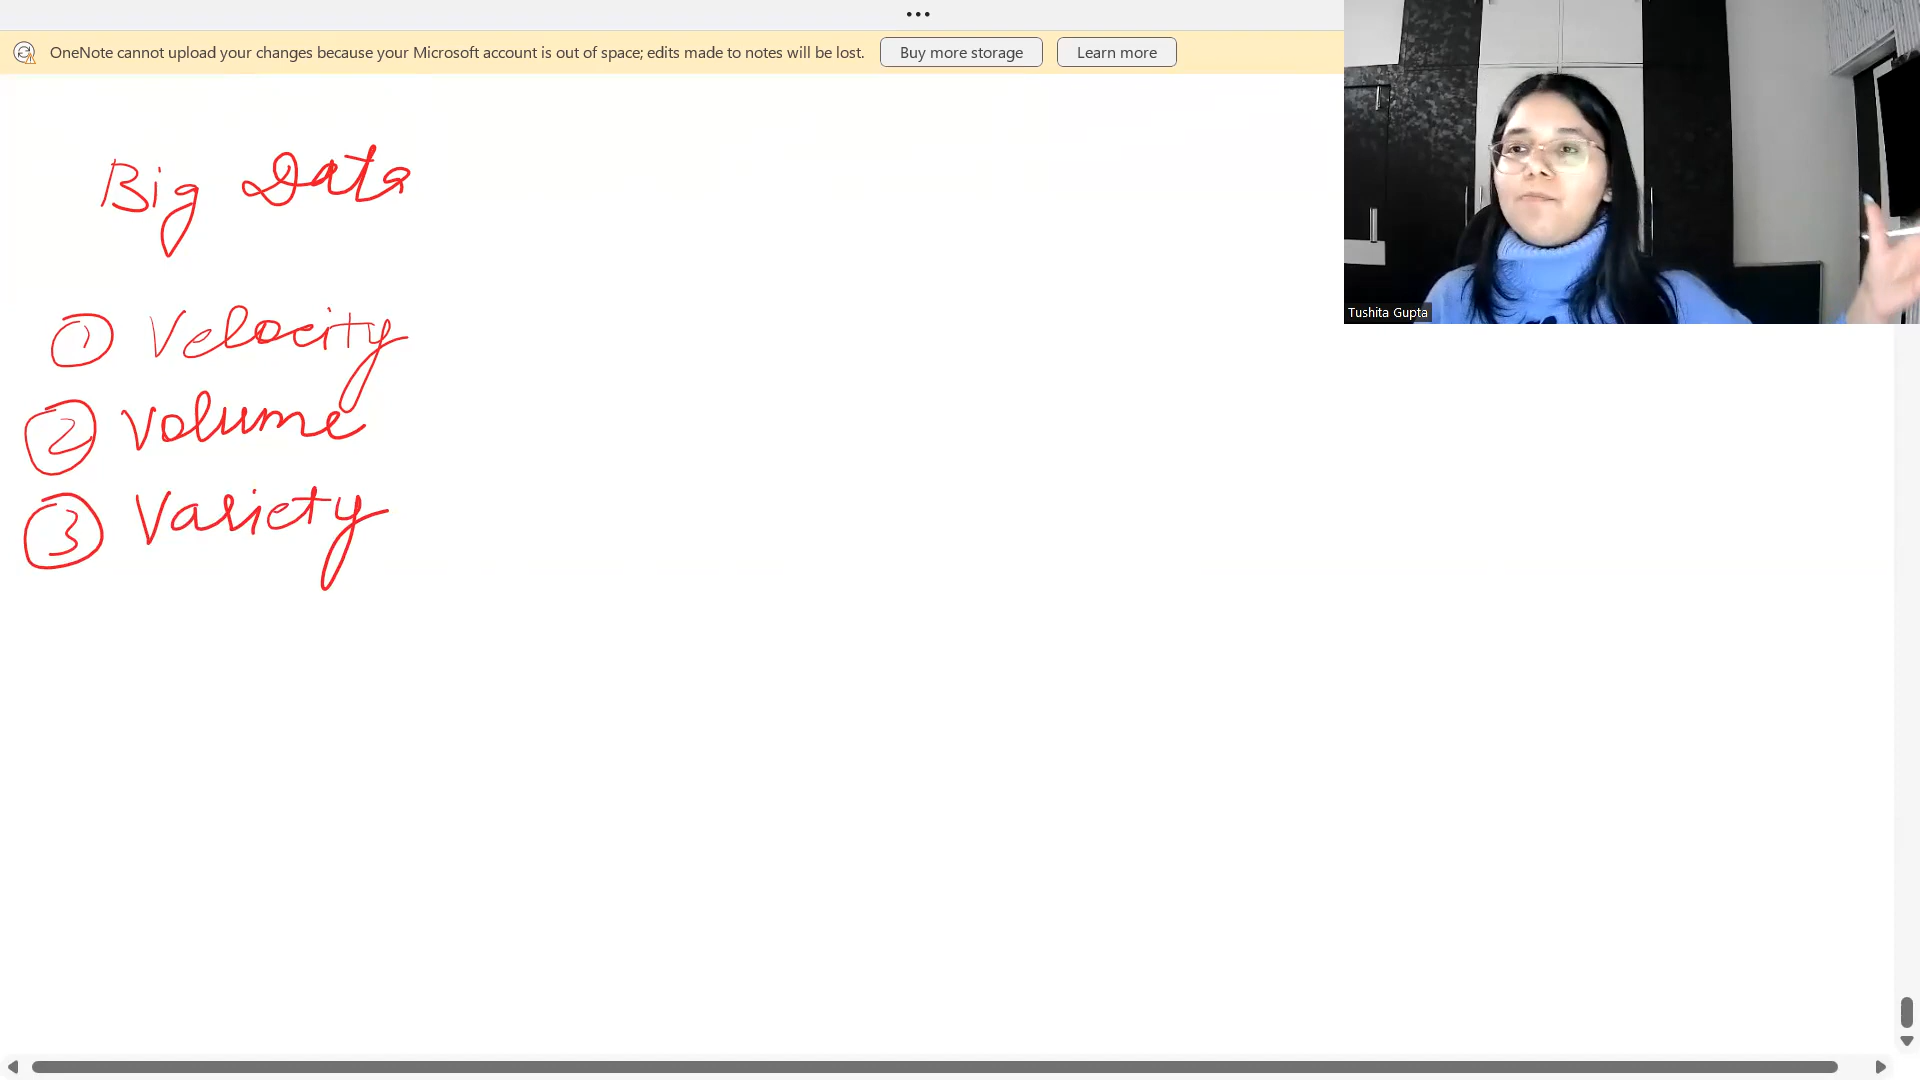 OneNote cannot upload your changes because your Microsoft account is out of space; edits made to notes will be lost. Buy more storage Learn more
Tushita Gupta
Big Data
1 Velocity
2 Volume
3 Variety